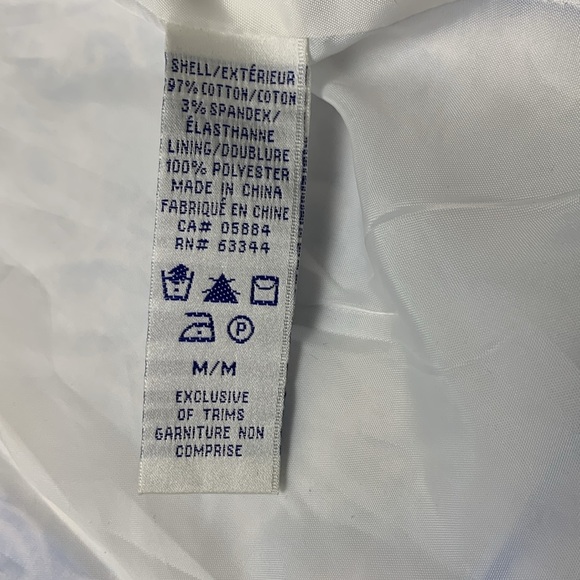 SHELL/EXTÉRIEUR
97% COTTON/COTON
3% SPANDEX/
ÉLASTHANNE
LINING/DOUBLURE
100% POLYESTER
MADE IN CHINA
FABRIQUÉ EN CHINE
CA# 05884
RN# 63344
P
M/M
EXCLUSIVE
OF TRIMS
GARNITURE NON
COMPRISE